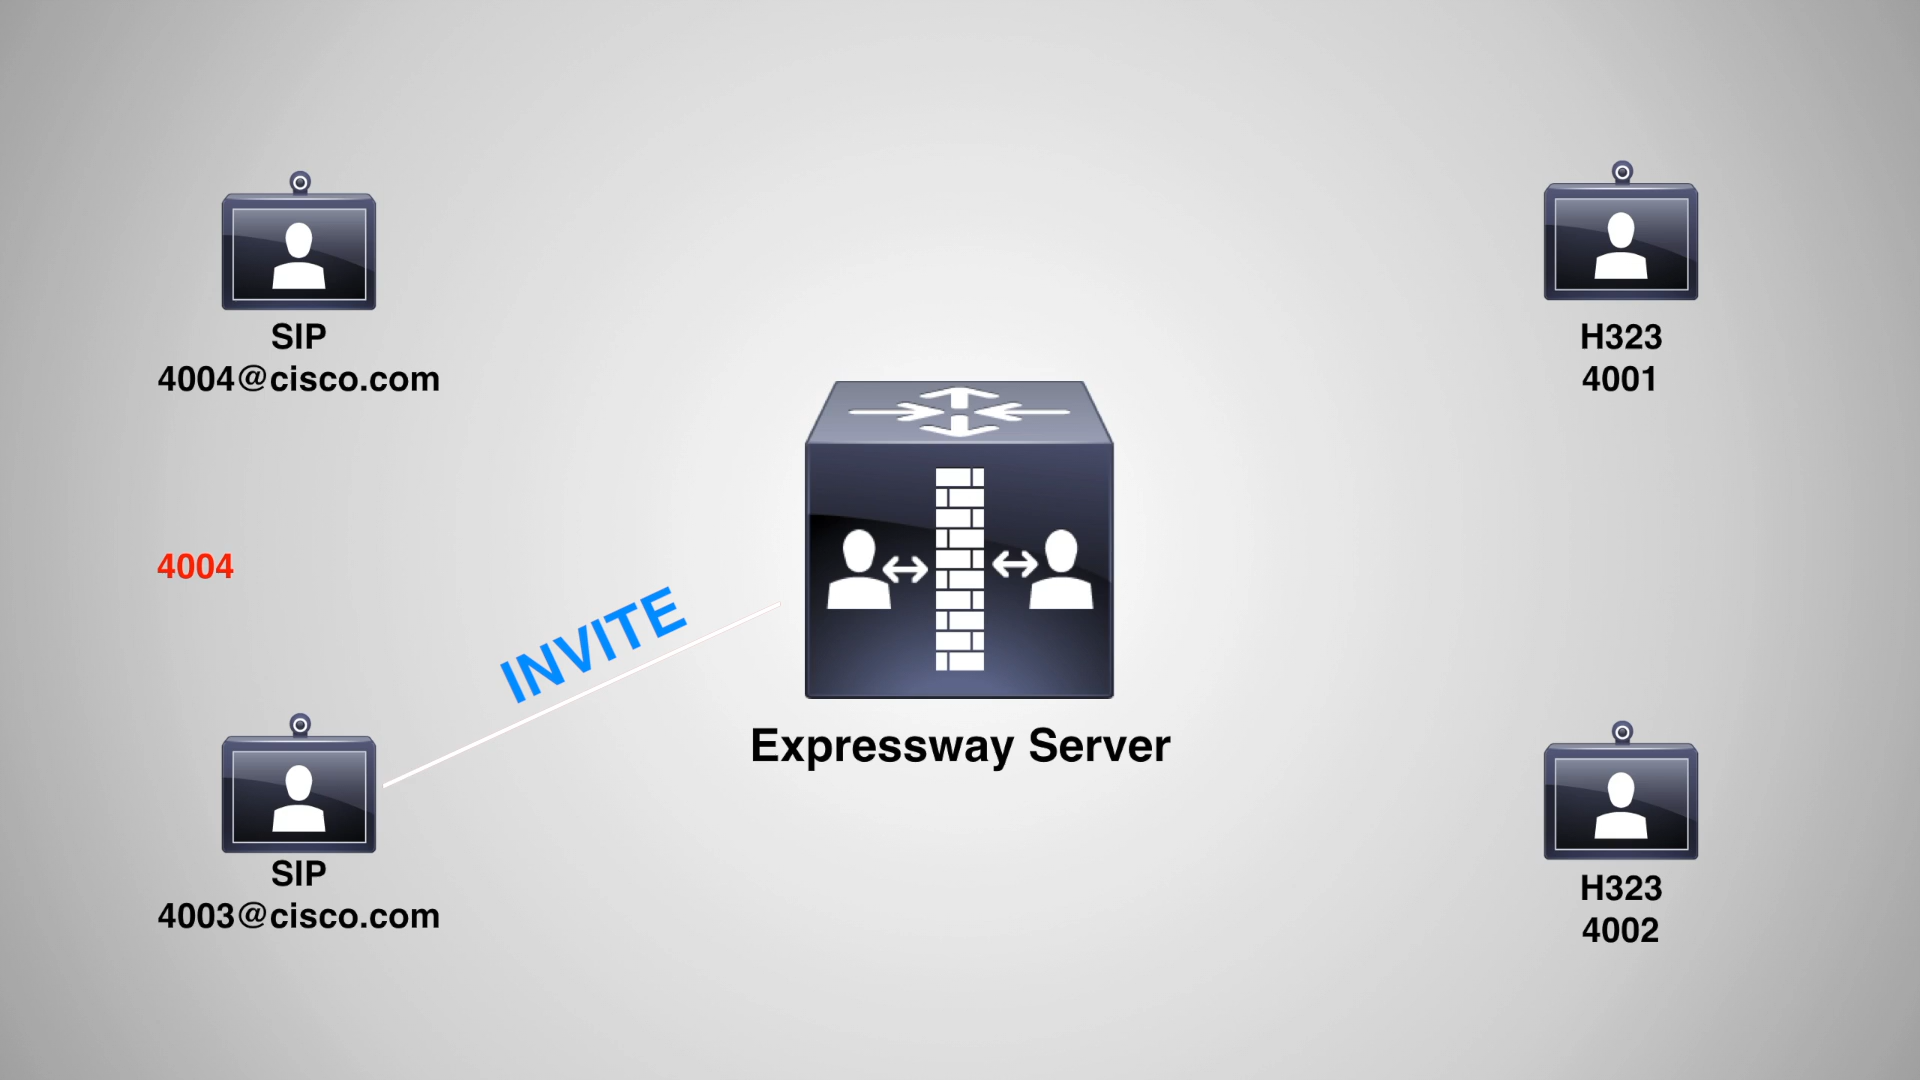 SIP
4004@cisco.com
H323
4001
4004
INVITE
Expressway Server
SIP
4003@cisco.com
H323
4002